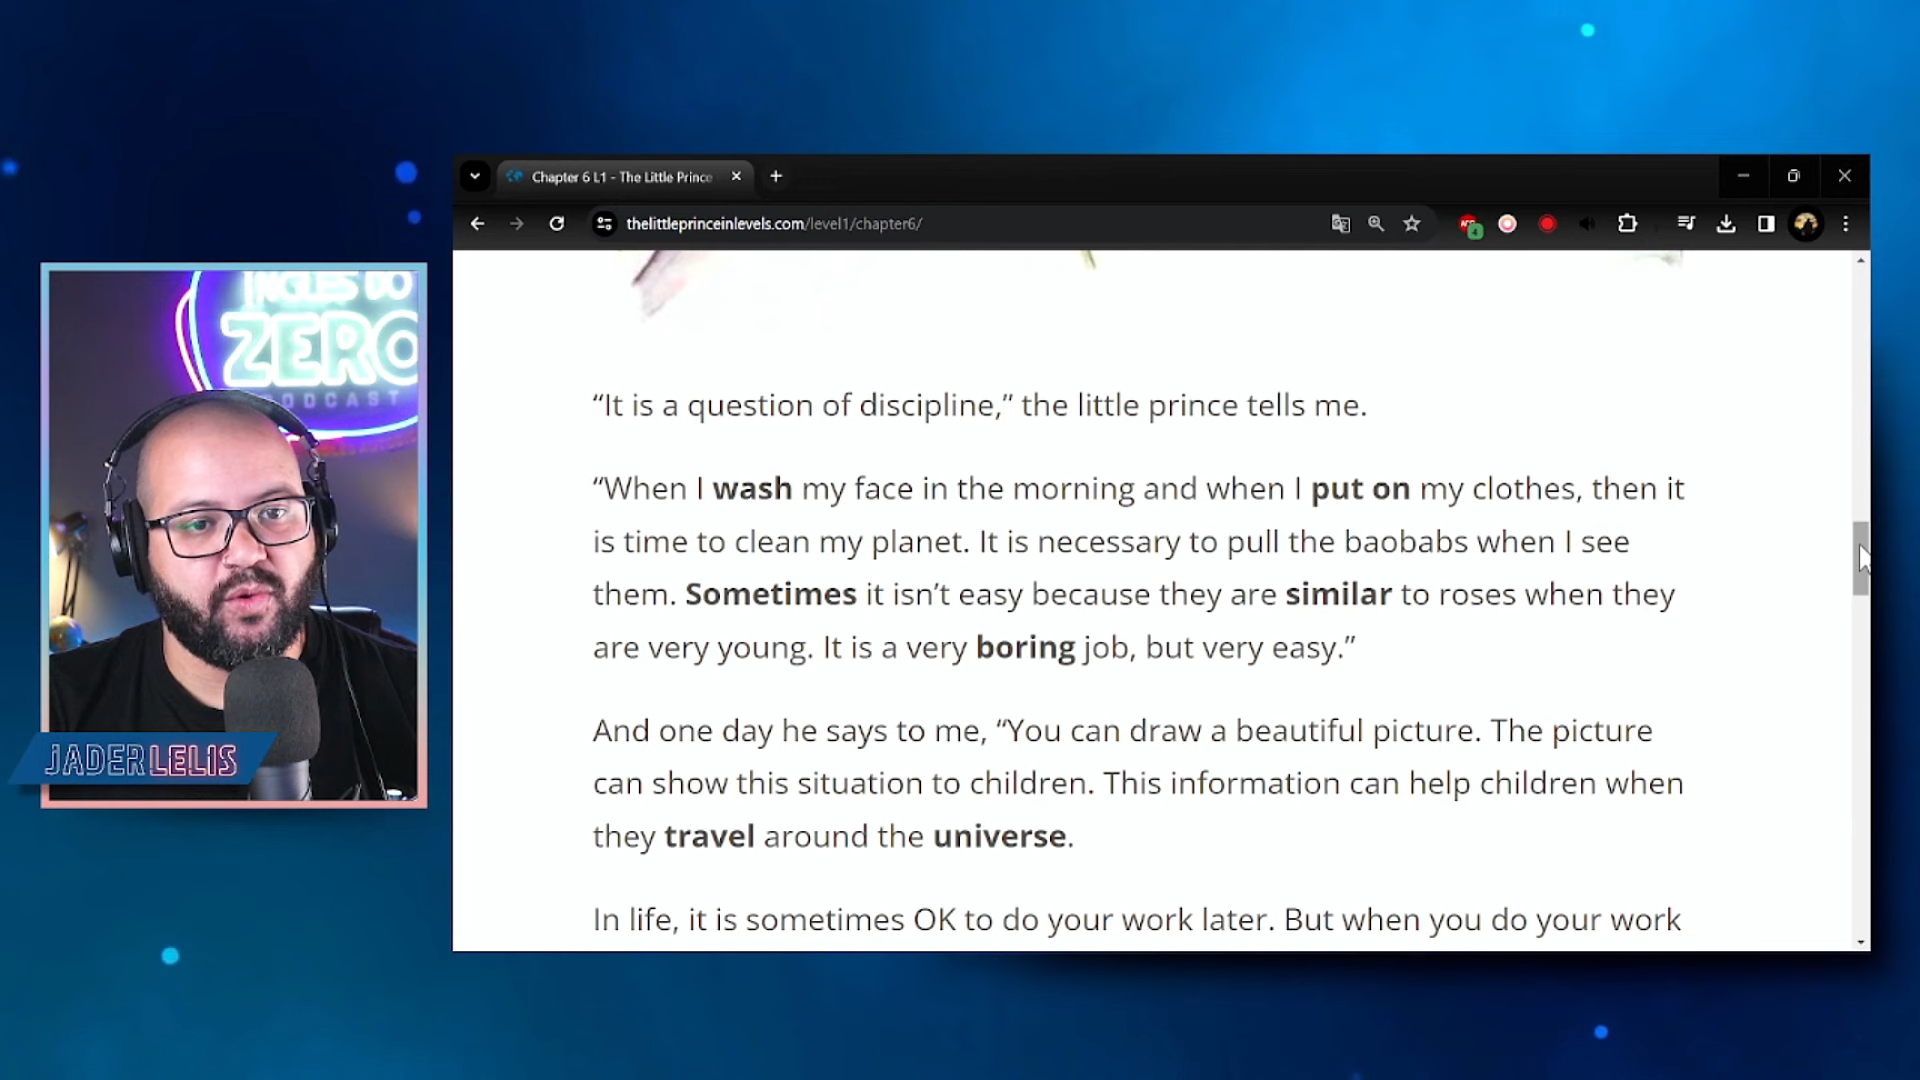 Chapter 6 L1 - The Little Prince
thelittleprinceinlevels.com/level1/chapter6/
4
ZERO
PODCAST
JADERLELIS
“It is a question of discipline,” the little prince tells me.
“When I wash my face in the morning and when I put on my clothes, then it
is time to clean my planet. It is necessary to pull the baobabs when I see
them. Sometimes it isn’t easy because they are similar to roses when they
are very young. It is a very boring job, but very easy.”
And one day he says to me, “You can draw a beautiful picture. The picture
can show this situation to children. This information can help children when
they travel around the universe.
In life, it is sometimes OK to do your work later. But when you do your work